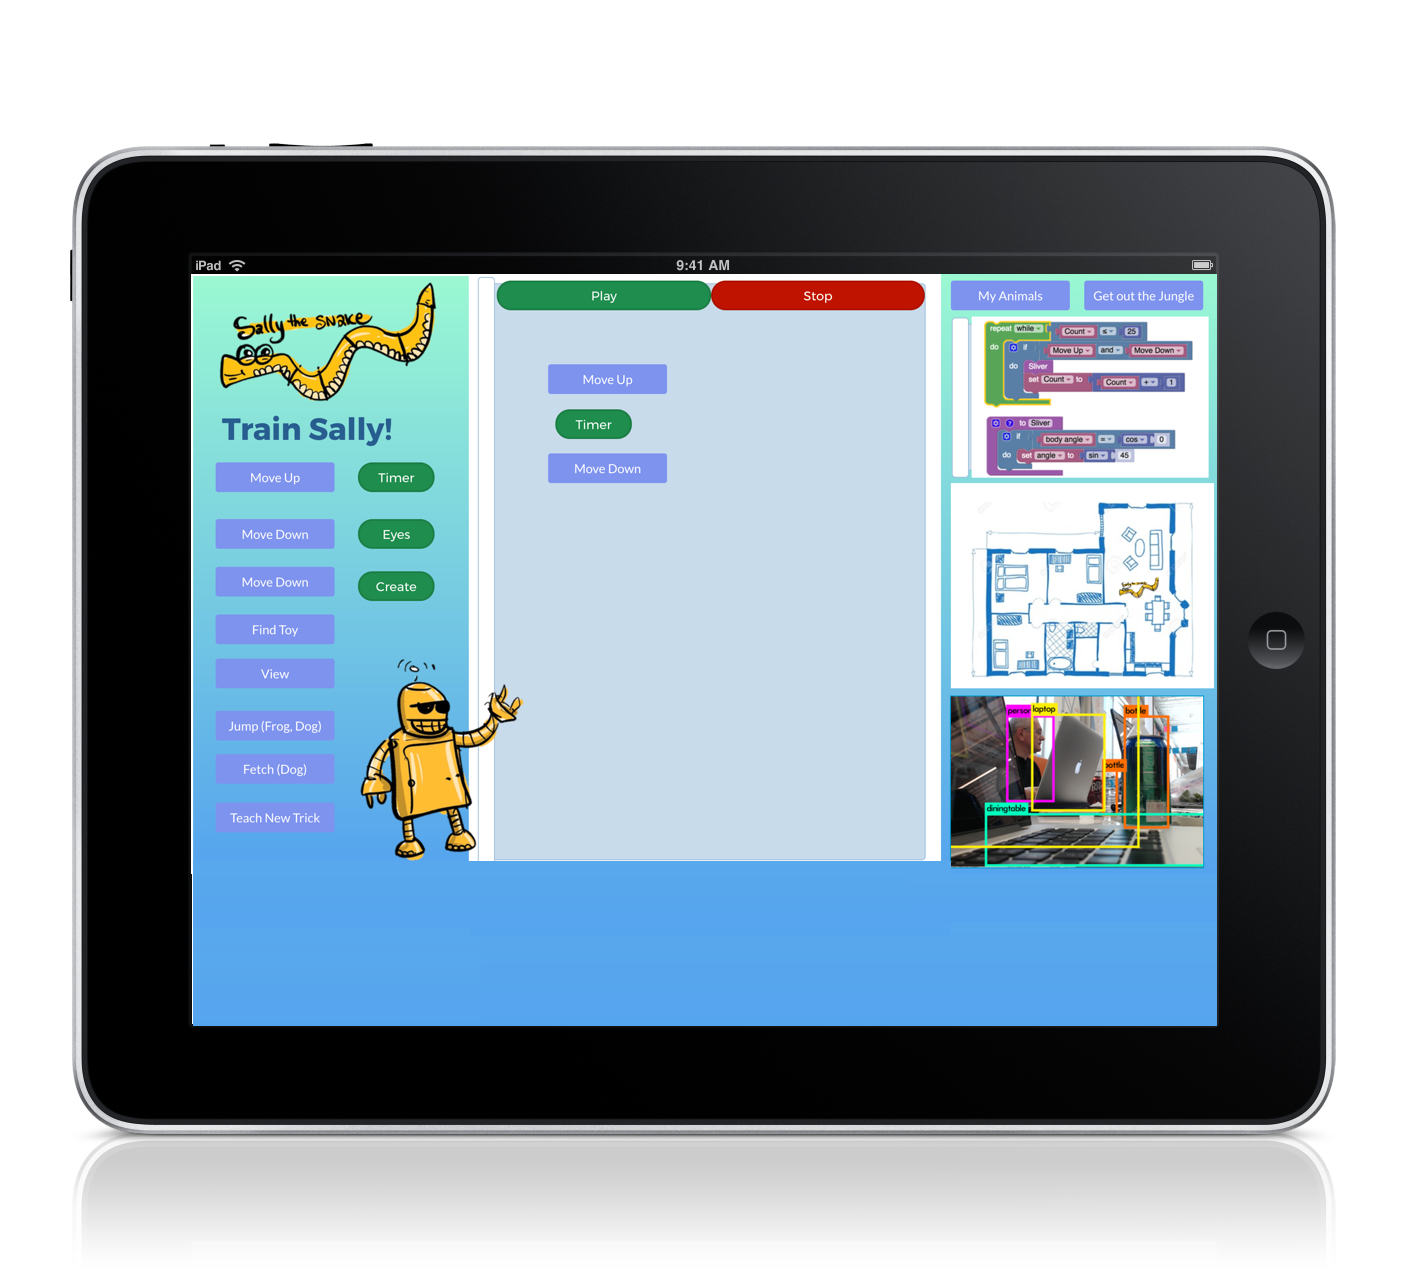 iPad
9:41 AM
Sally the Snake
Train Sally!
Move Up
Timer
Move Down
Eyes
Move Down
Create
Find Toy
View
Jump (Frog, Dog)
Fetch (Dog)
Teach New Trick
Play
Stop
Move Up
Timer
Move Down
My Animals
Get out the Jungle
repeat while Count ≤ 25
do if Move Up and Move Down
do Sliver
set Count to Count + 1
to Sliver
if body angle = cos 0
do set angle to sin 45
person
laptop
bottle
bottle
diningtable